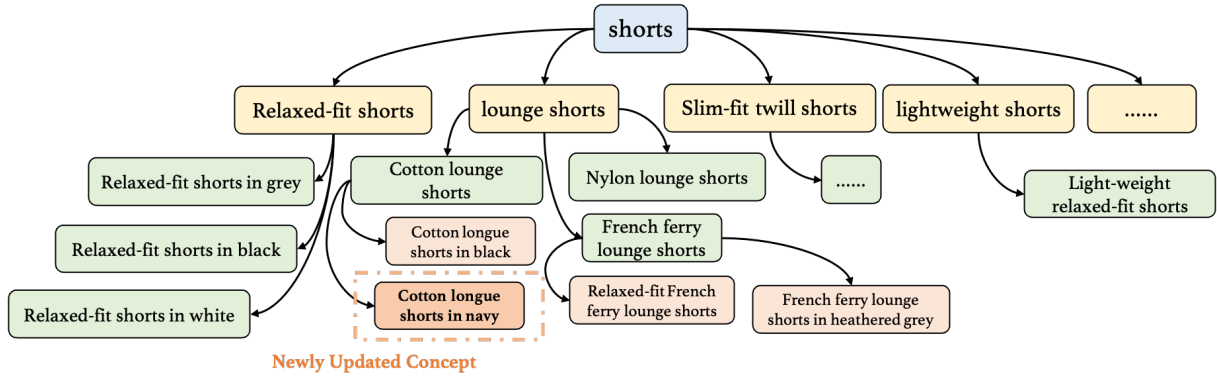 shorts
Relaxed-fit shorts
lounge shorts
Slim-fit twill shorts
lightweight shorts
......
Relaxed-fit shorts in grey
Cotton lounge
shorts
Nylon lounge shorts
......
Light-weight
relaxed-fit shorts
Relaxed-fit shorts in black
Cotton longue
shorts in black
French ferry
lounge shorts
Relaxed-fit shorts in white
Cotton longue
shorts in navy
Relaxed-fit French
ferry lounge shorts
French ferry lounge
shorts in heathered grey
Newly Updated Concept